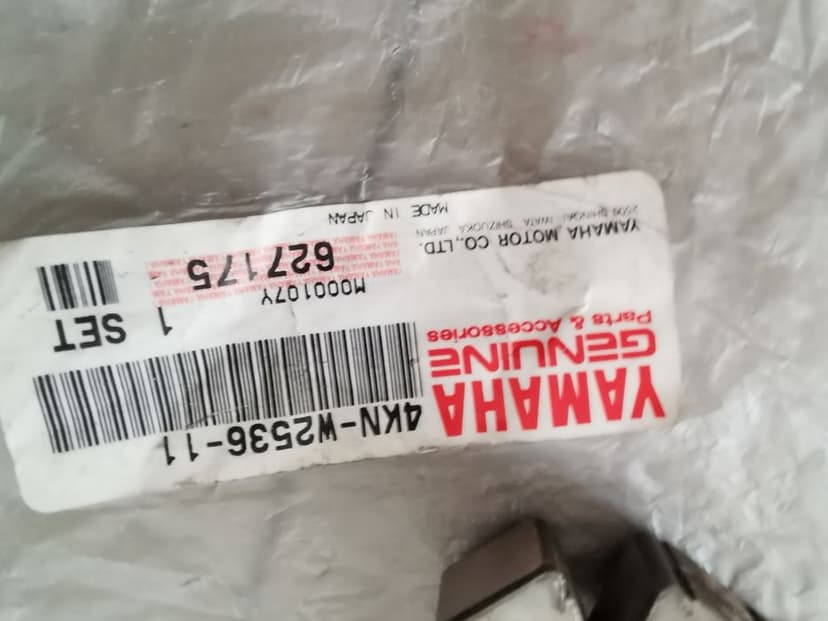 YAMAHA
GENUINE
Parts & Accessories
4KN-W2536-11
1 SET
M000107Y
627175
YAMAHA MOTOR CO.,LTD.
2500 SHINGAI IWATA SHIZUOKA JAPAN
MADE IN JAPAN